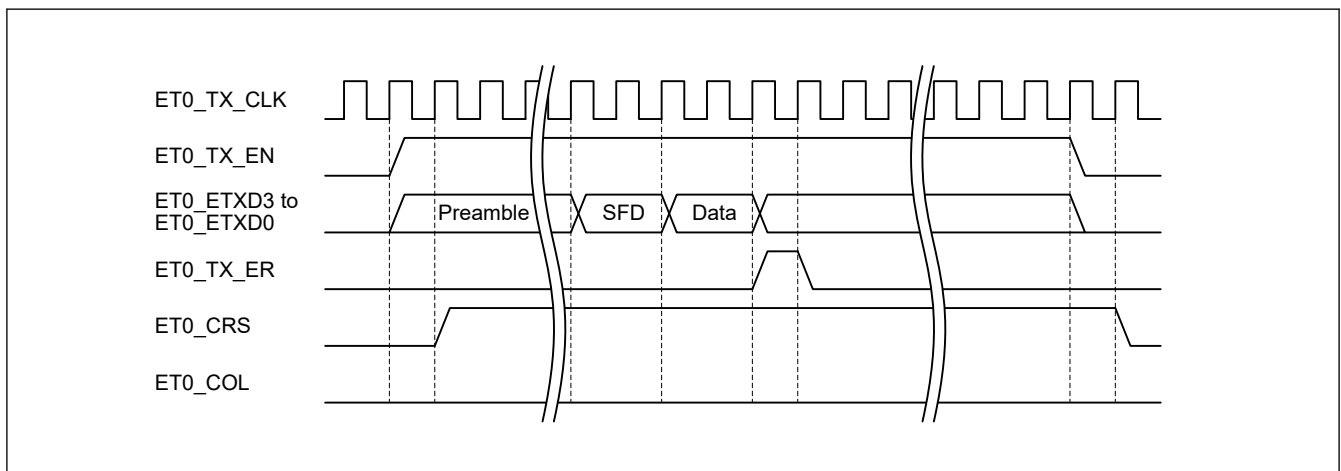 ET0_TX_CLK
ET0_TX_EN
ET0_ETXD3 to
ET0_ETXD0
Preamble SFD Data
ET0_TX_ER
ET0_CRS
ET0_COL